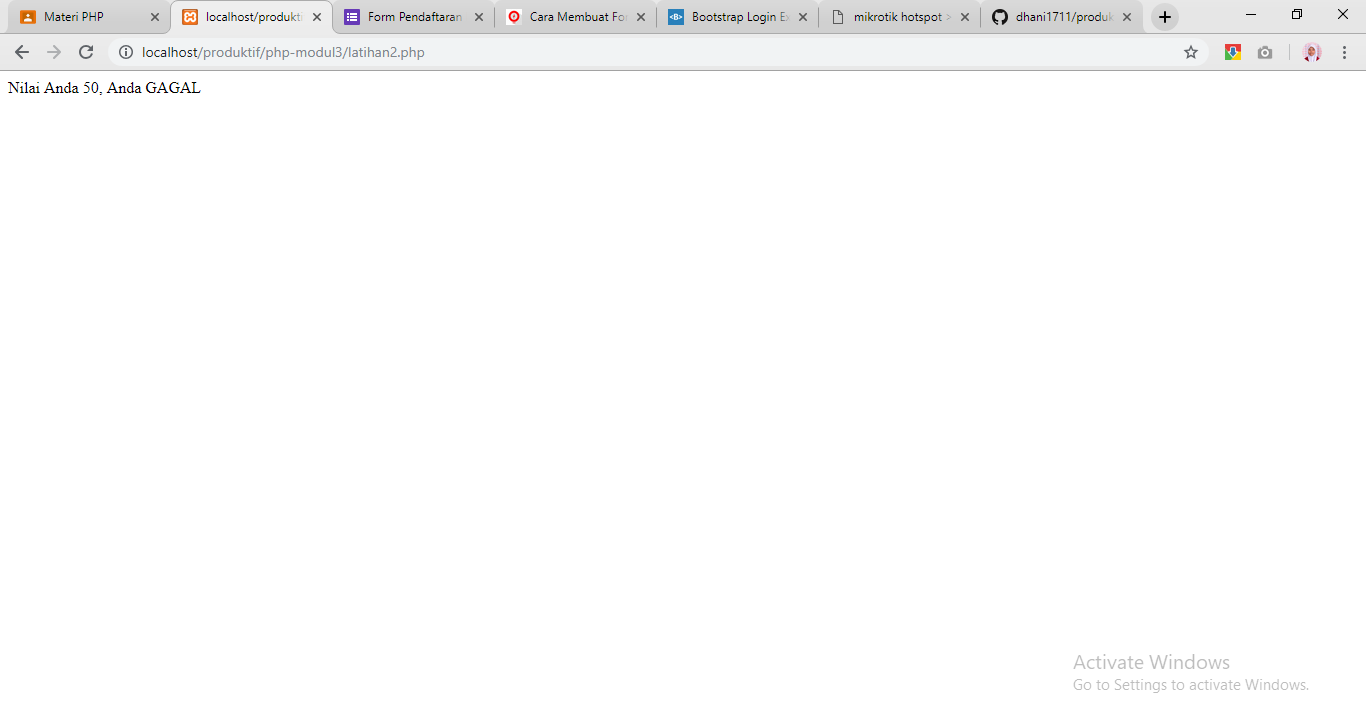 Materi PHP
localhost/produkti
Form Pendaftaran
Cara Membuat For
Bootstrap Login Ex
mikrotik hotspot >
dhani1711/produk
localhost/produktif/php-modul3/latihan2.php
Nilai Anda 50, Anda GAGAL
Activate Windows
Go to Settings to activate Windows.